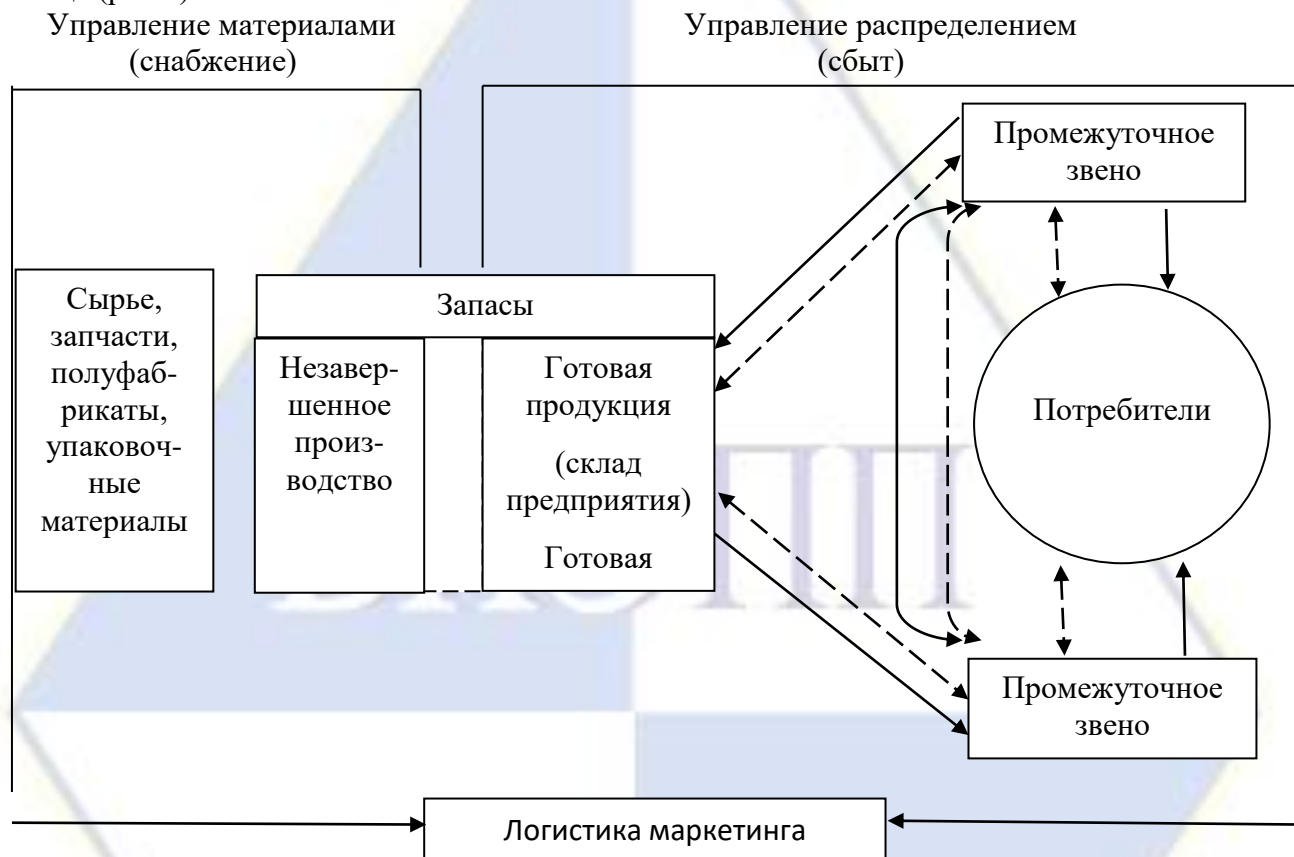 Управление материалами
(снабжение)
Управление распределением
(сбыт)
Промежуточное
звено
Сырье,
запчасти,
полуфаб-
рикаты,
упаковоч-
ные
материалы
Запасы
Незавер-
шенное
произ-
водство
Готовая
продукция
(склад
предприятия)
Готовая
Потребители
Промежуточное
звено
Логистика маркетинга